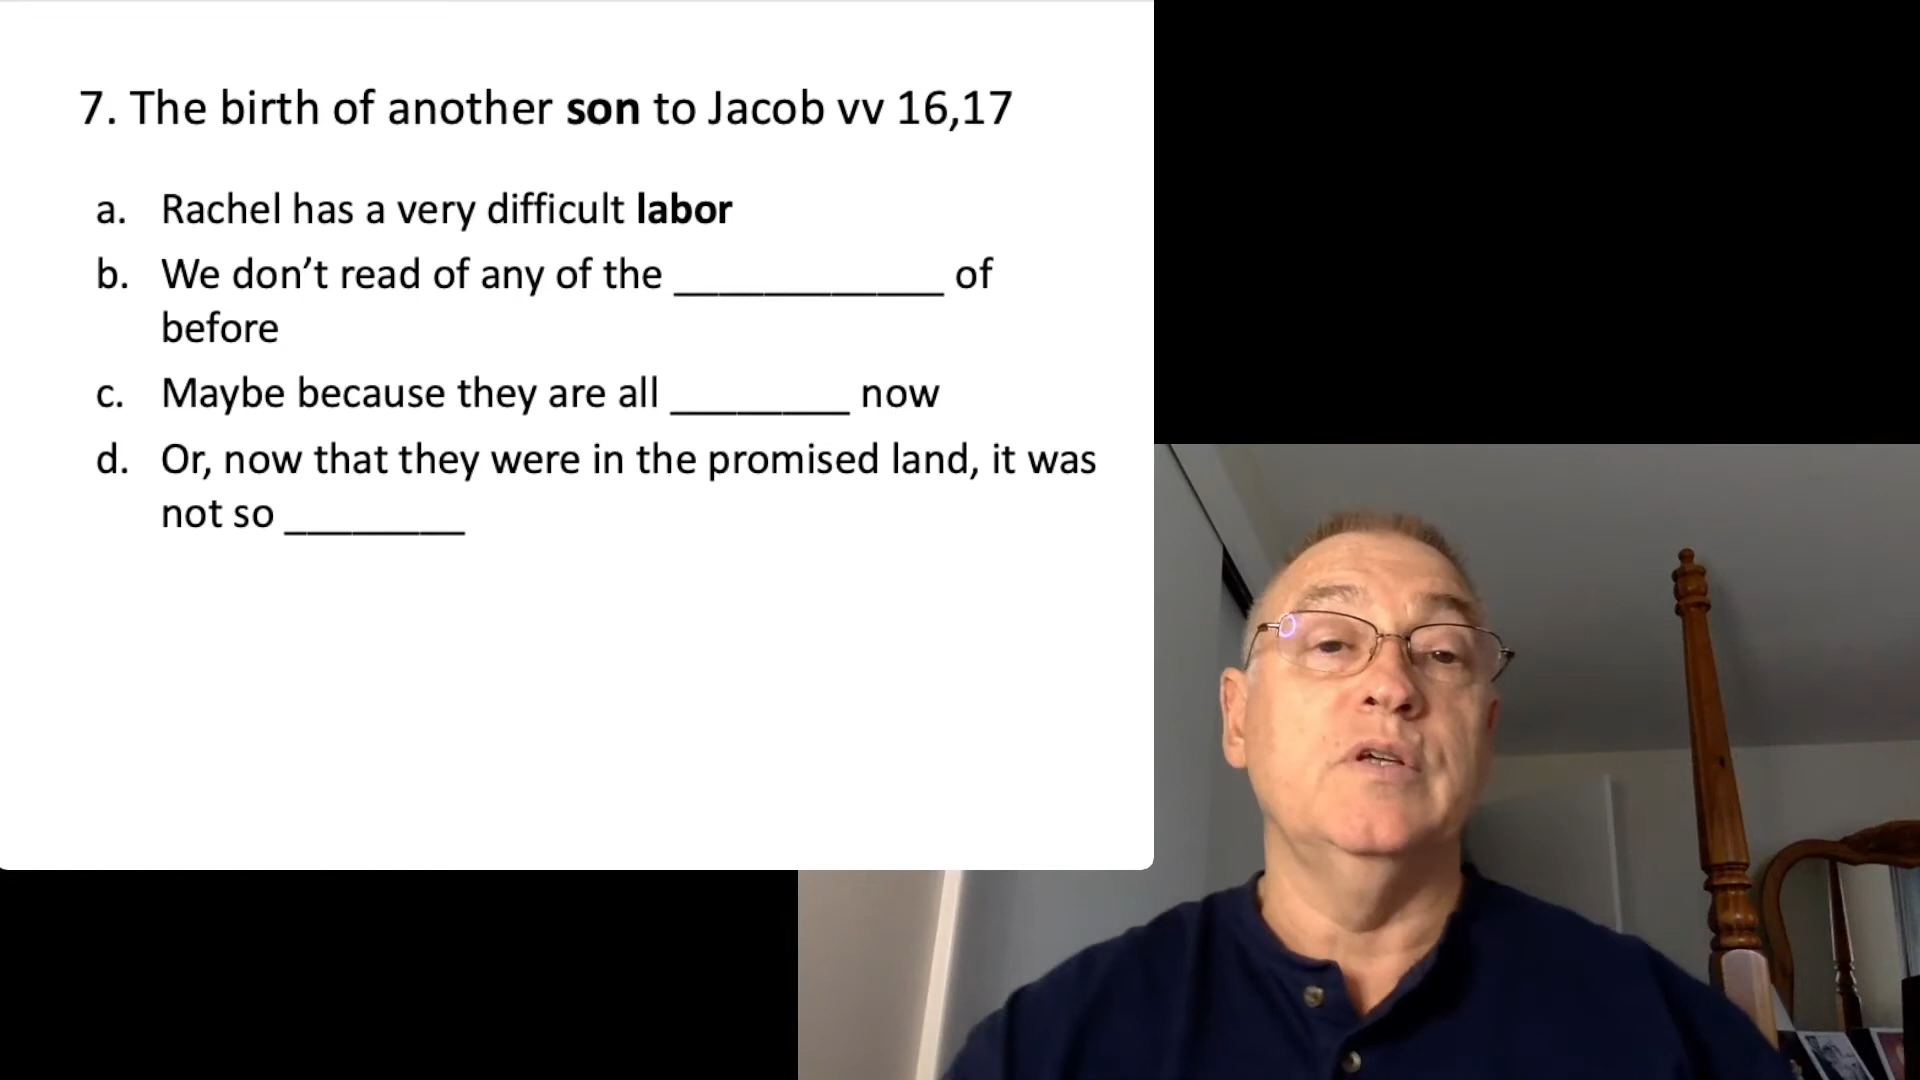 7. The birth of another son to Jacob vv 16,17
a. Rachel has a very difficult labor
b. We don’t read of any of the ____________ of
before
c. Maybe because they are all ________ now
d. Or, now that they were in the promised land, it was
not so ________